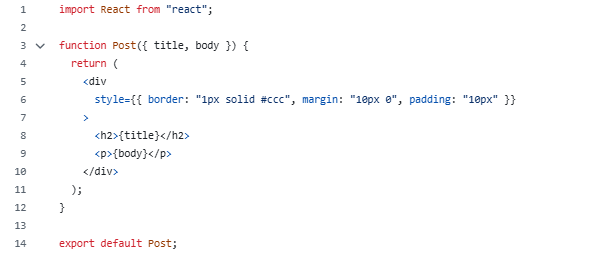 1 import React from "react";
2
3 function Post({ title, body }) {
4   return (
5     <div
6       style={{ border: "1px solid #ccc", margin: "10px 0", padding: "10px" }}
7     >
8       <h2>{title}</h2>
9       <p>{body}</p>
10     </div>
11   );
12 }
13
14 export default Post;